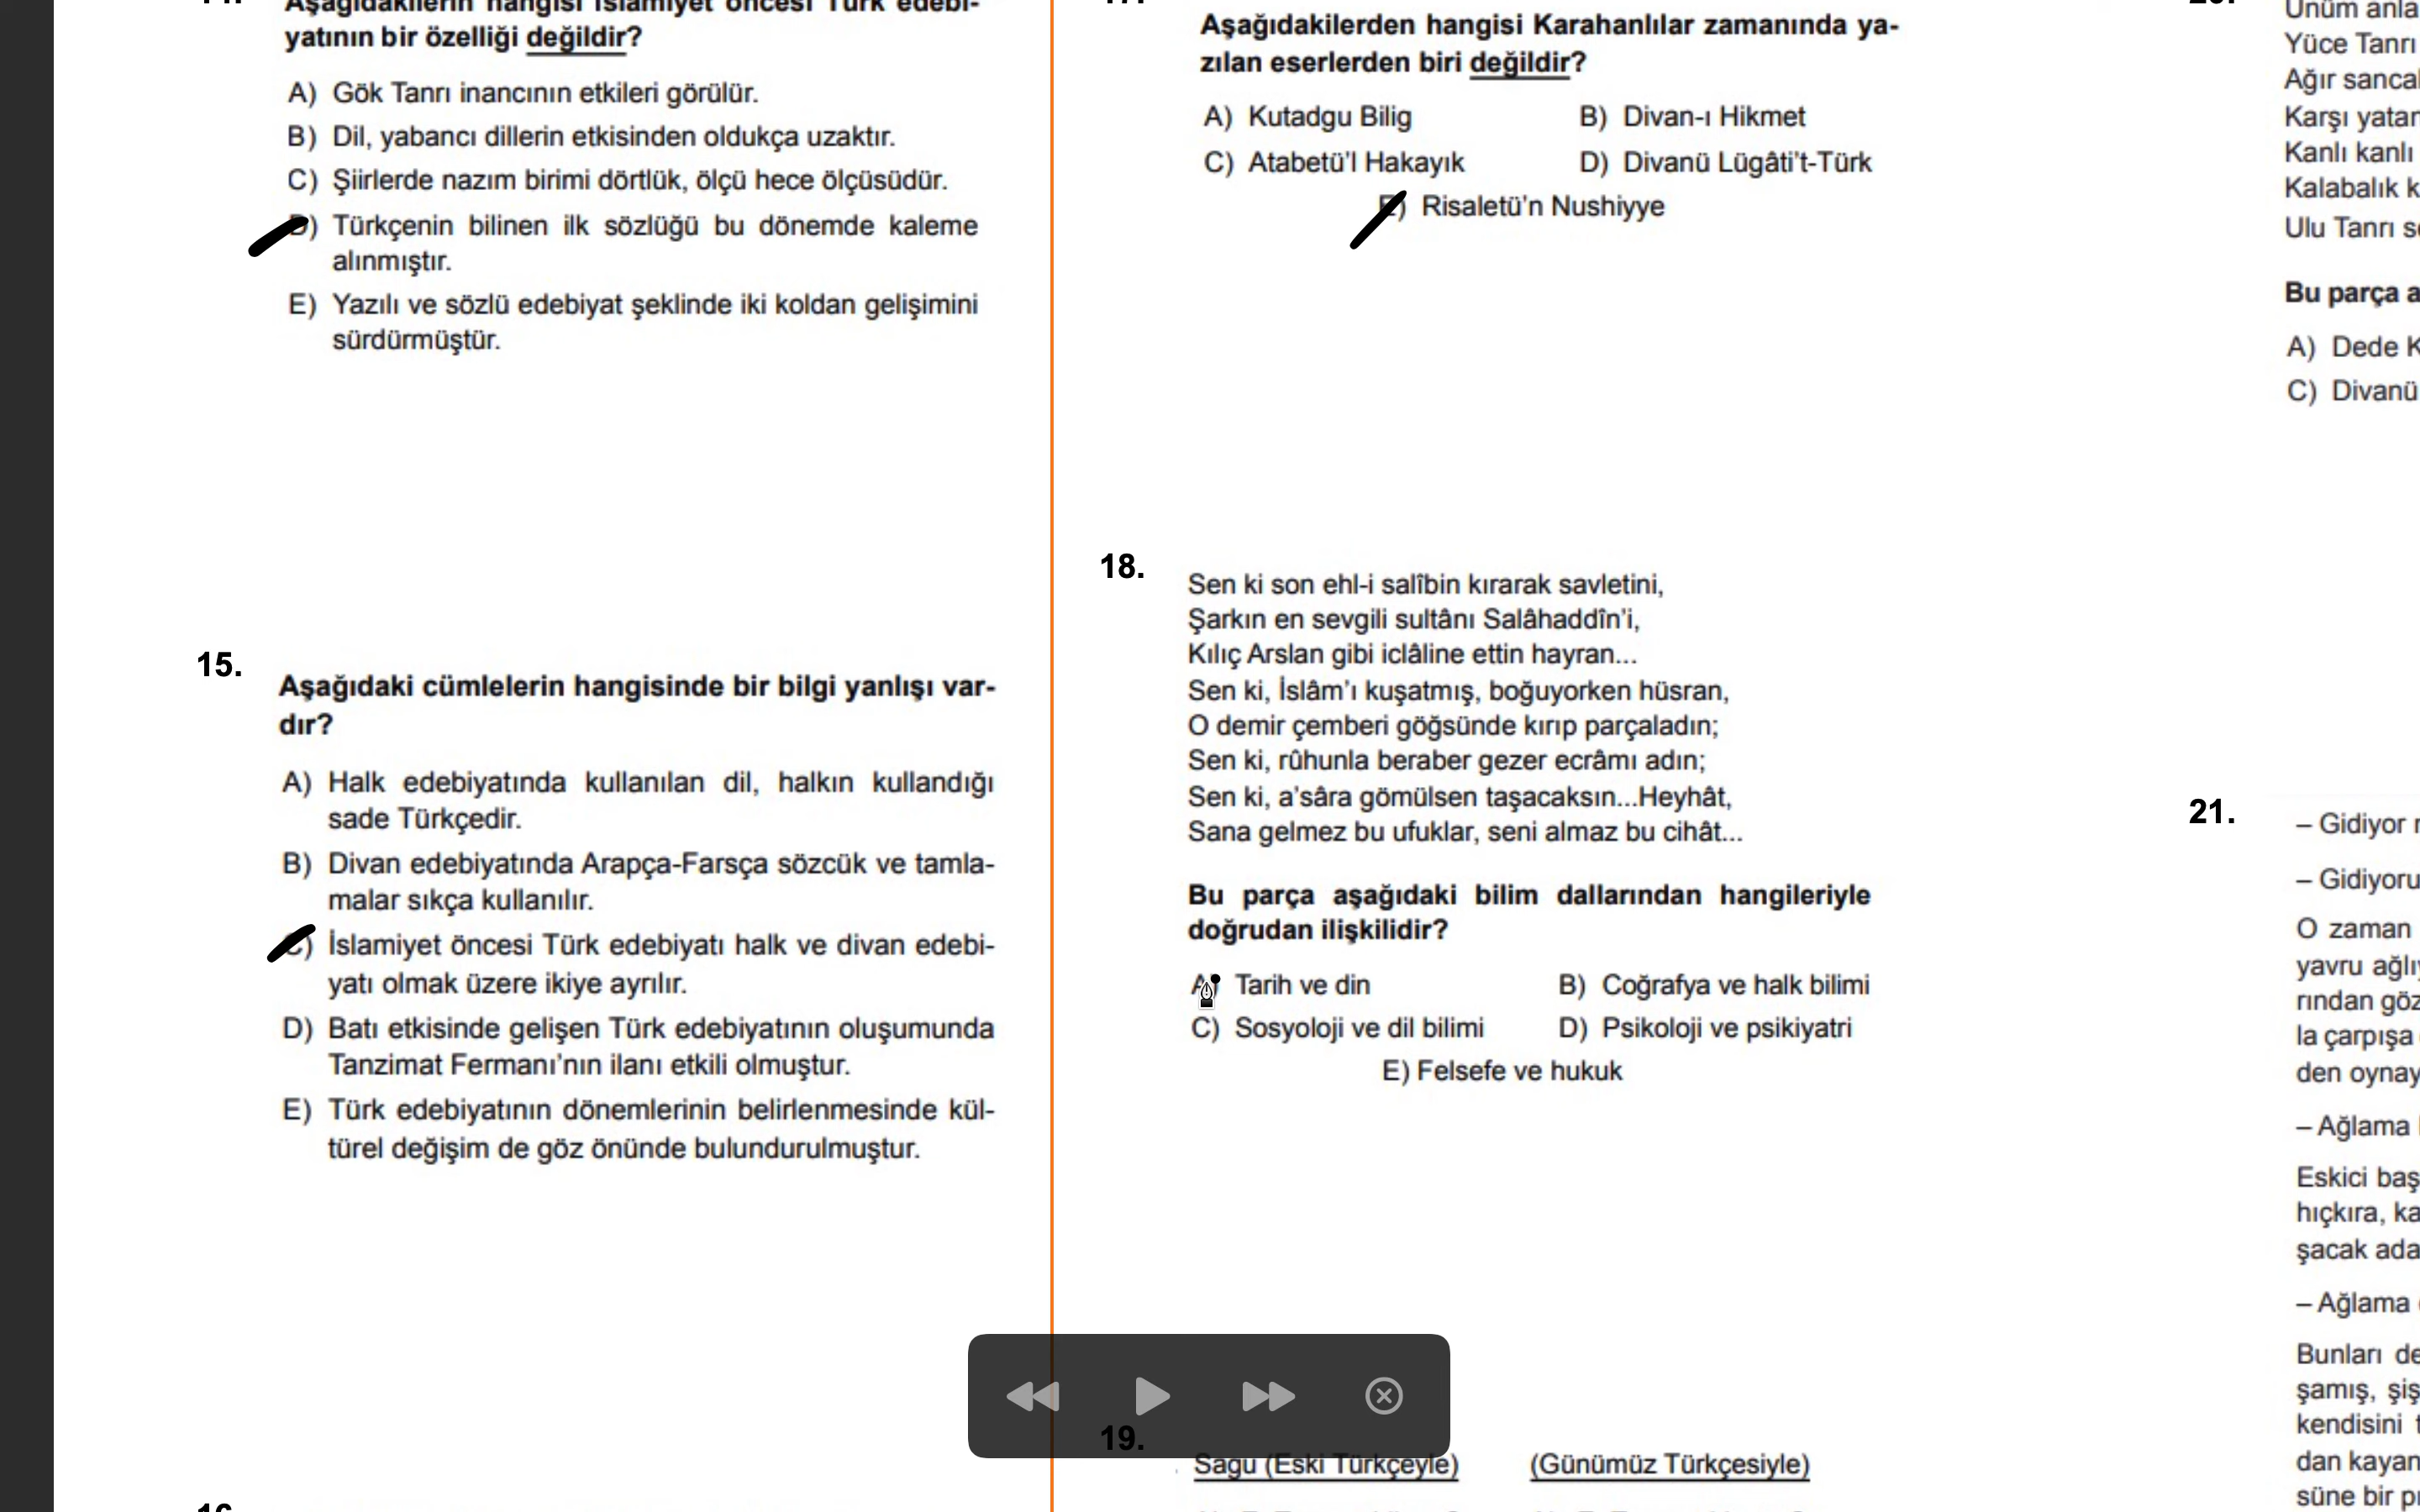 Aşağıdakilerin hangisi İslamiyet öncesi Türk edebi-
yatının bir özelliği değildir?
A) Gök Tanrı inancının etkileri görülür.
B) Dil, yabancı dillerin etkisinden oldukça uzaktır.
C) Şiirlerde nazım birimi dörtlük, ölçü hece ölçüsüdür.
D) Türkçenin bilinen ilk sözlüğü bu dönemde kaleme
alınmıştır.
E) Yazılı ve sözlü edebiyat şeklinde iki koldan gelişimini
sürdürmüştür.
15.
Aşağıdaki cümlelerin hangisinde bir bilgi yanlışı var-
dır?
A) Halk edebiyatında kullanılan dil, halkın kullandığı
sade Türkçedir.
B) Divan edebiyatında Arapça-Farsça sözcük ve tamla-
malar sıkça kullanılır.
C) İslamiyet öncesi Türk edebiyatı halk ve divan edebi-
yatı olmak üzere ikiye ayrılır.
D) Batı etkisinde gelişen Türk edebiyatının oluşumunda
Tanzimat Fermanı’nın ilanı etkili olmuştur.
E) Türk edebiyatının dönemlerinin belirlenmesinde kül-
türel değişim de göz önünde bulundurulmuştur.
16.
Aşağıdakilerden hangisi Karahanlılar zamanında ya-
zılan eserlerden biri değildir?
A) Kutadgu Bilig B) Divan-ı Hikmet
C) Atabetü’l Hakayık D) Divanü Lügâti’t-Türk
E) Risaletü’n Nushiyye
18.
Sen ki son ehl-i salîbin kırarak savletini,
Şarkın en sevgili sultânı Salâhaddîn’i,
Kılıç Arslan gibi iclâline ettin hayran...
Sen ki, İslâm’ı kuşatmış, boğuyorken hüsran,
O demir çemberi göğsünde kırıp parçaladın;
Sen ki, rûhunla beraber gezer ecrâmı adın;
Sen ki, a’sâra gömülsen taşacaksın...Heyhât,
Sana gelmez bu ufuklar, seni almaz bu cihât...
Bu parça aşağıdaki bilim dallarından hangileriyle
doğrudan ilişkilidir?
A) Tarih ve din B) Coğrafya ve halk bilimi
C) Sosyoloji ve dil bilimi D) Psikoloji ve psikiyatri
E) Felsefe ve hukuk
19.
Sagu (Eski Türkçeyle) (Günümüz Türkçesiyle)
Ünüm
Yüce Tanrı
Ağır
Karşı
Kanlı kanlı
Kalabalık
Ulu Tanrı
Bu parça
A) Dede
C) Divanü
21.
– Gidiyor
–
O zaman
yavru
rından
la çarpışa
den
– Ağlama
Eskici
hıçkıra,
şacak
– Ağlama
Bunları
şamış,
kendisini
dan
süne bir